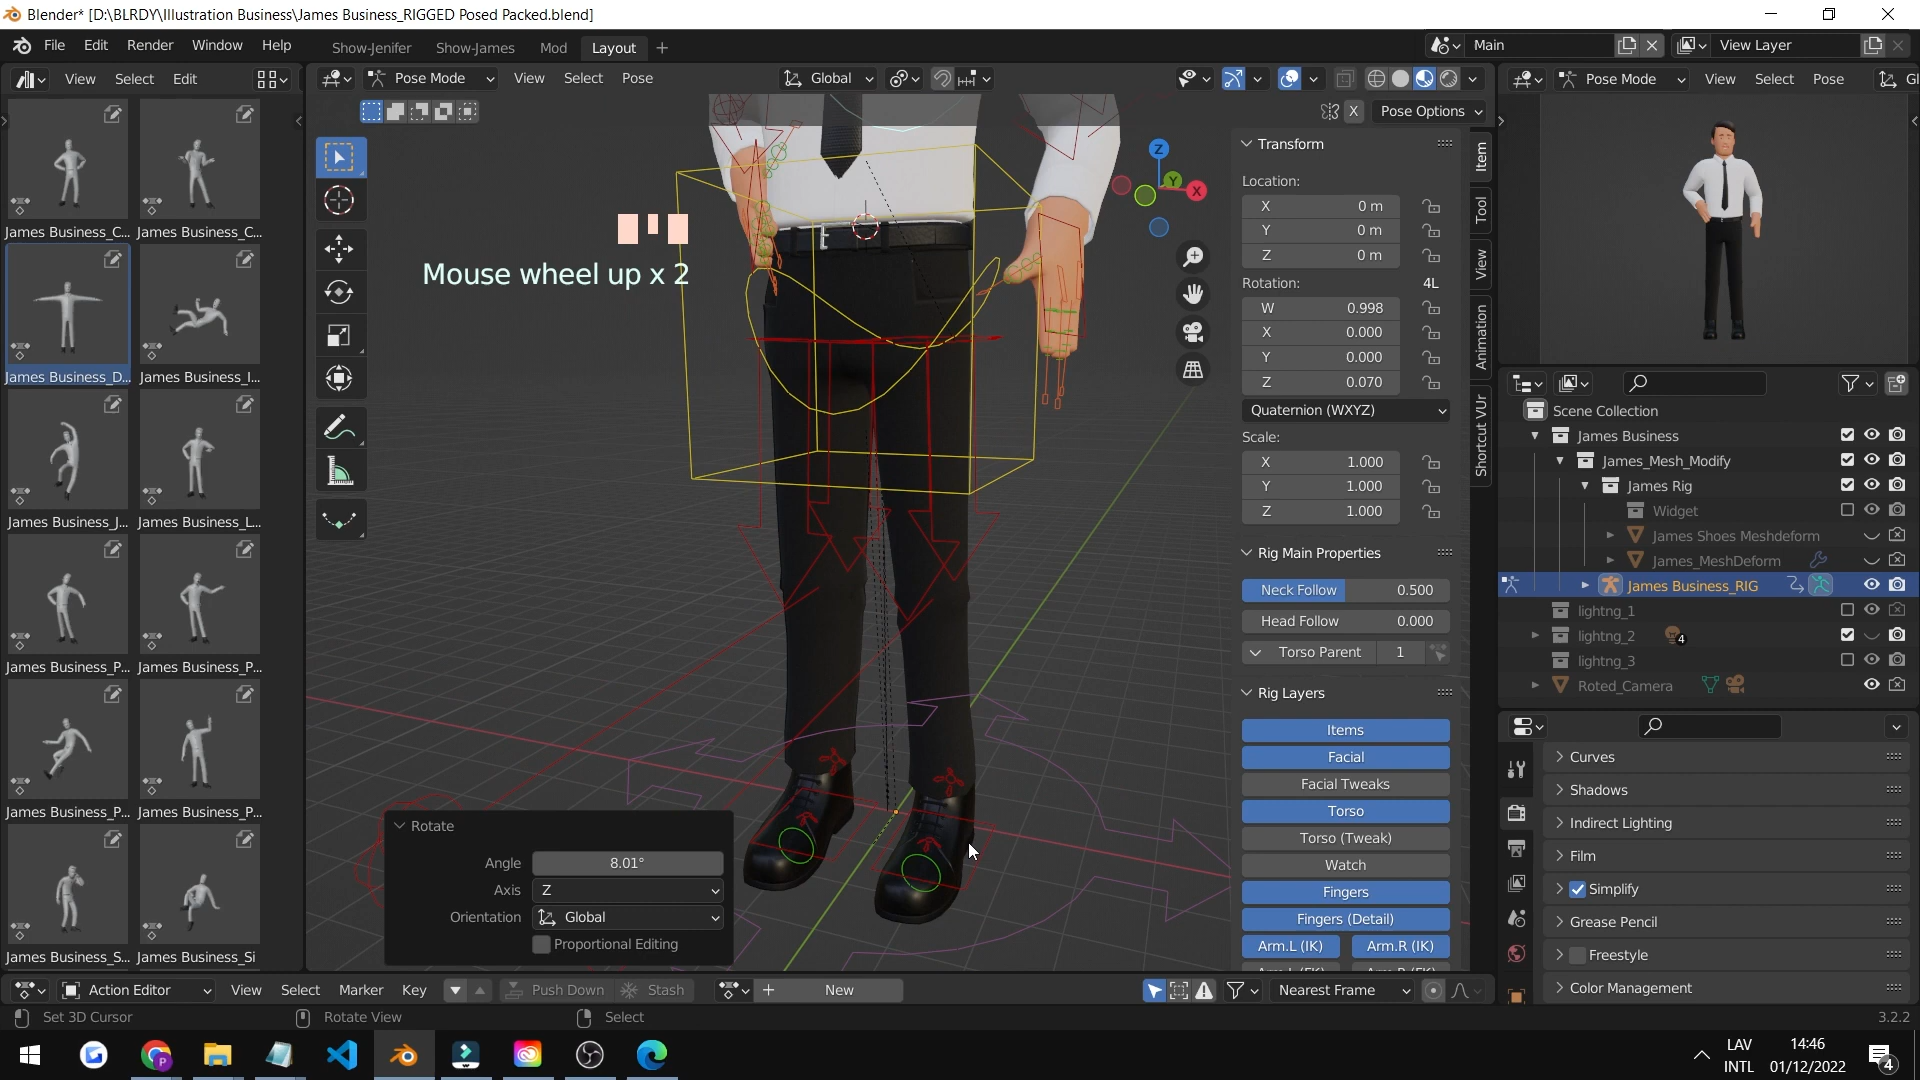 Blender* [D:\BLRDY\Illustration Business\James Business_RIGGED Posed Packed.blend]
File Edit Render Window Help
Show-Jenifer Show-James Mod Layout
Main
View Layer
View Select Edit
Pose Mode View Select Pose
Global
Pose Mode View Select Pose
X
Pose Options
James Business_C... James Business_C...
James Business_D... James Business_I...
James Business_J... James Business_L...
James Business_P... James Business_P...
James Business_P... James Business_P...
James Business_S... James Business_Si
Mouse wheel up x 2
Z
Y
X
Transform
Location:
X 0 m
Y 0 m
Z 0 m
Rotation: 4L
W 0.998
X 0.000
Y 0.000
Z 0.070
Quaternion (WXYZ)
Scale:
X 1.000
Y 1.000
Z 1.000
Rig Main Properties
Neck Follow 0.500
Head Follow 0.000
Torso Parent 1
Rig Layers
Items
Facial
Facial Tweaks
Torso
Torso (Tweak)
Watch
Fingers
Fingers (Detail)
Arm.L (IK) Arm.R (IK)
Item
Tool
View
Animation
Shortcut VUr
Rotate
Angle 8.01°
Axis Z
Orientation Global
Proportional Editing
Scene Collection
James Business
James_Mesh_Modify
James Rig
Widget
James Shoes Meshdeform
James_MeshDeform
James Business_RIG
lightng_1
lightng_2 4
lightng_3
Roted_Camera
Curves
Shadows
Indirect Lighting
Film
Simplify
Grease Pencil
Freestyle
Color Management
Action Editor View Select Marker Key Push Down Stash New Nearest Frame
Set 3D Cursor Rotate View Select 3.2.2
LAV
INTL
14:46
01/12/2022
4